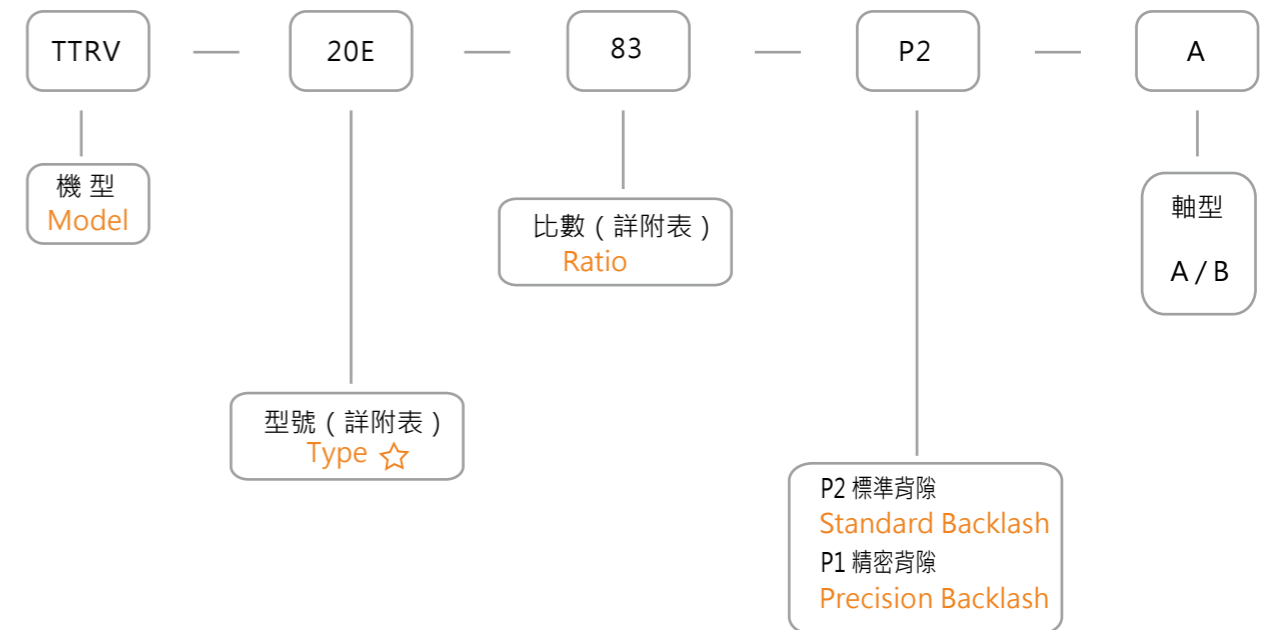 TTRV — 20E — 83 — P2 — A
機型
Model
型號（詳附表）
Type ☆
比數（詳附表）
Ratio
P2 標準背隙
Standard Backlash
P1 精密背隙
Precision Backlash
軸型
A / B